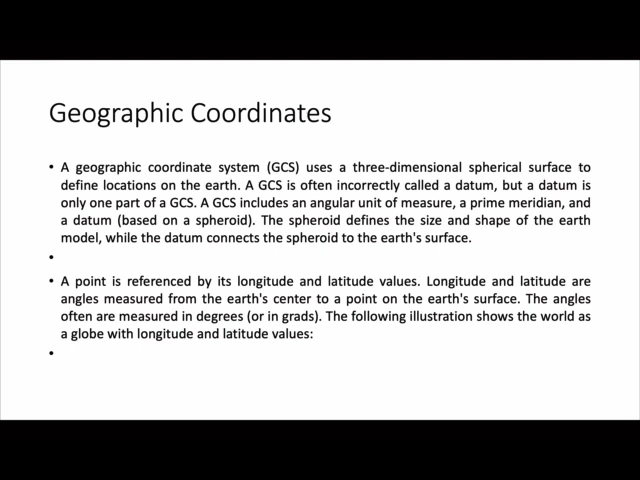 Geographic Coordinates
• A geographic coordinate system (GCS) uses a three-dimensional spherical surface to
define locations on the earth. A GCS is often incorrectly called a datum, but a datum is
only one part of a GCS. A GCS includes an angular unit of measure, a prime meridian, and
a datum (based on a spheroid). The spheroid defines the size and shape of the earth
model, while the datum connects the spheroid to the earth's surface.
•
• A point is referenced by its longitude and latitude values. Longitude and latitude are
angles measured from the earth's center to a point on the earth's surface. The angles
often are measured in degrees (or in grads). The following illustration shows the world as
a globe with longitude and latitude values:
•